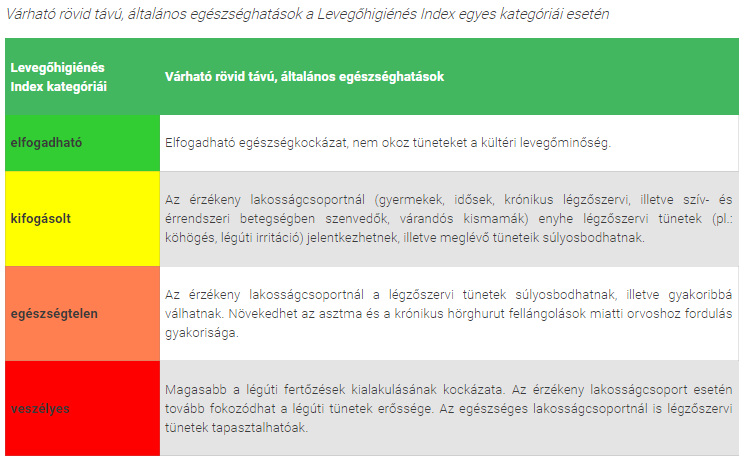 Várható rövid távú, általános egészséghatások a Levegőhigiénés Index egyes kategóriái esetén
Levegőhigiénés
Index kategóriái
Várható rövid távú, általános egészséghatások
elfogadható
Elfogadható egészségkockázat, nem okoz tüneteket a kültéri levegőminőség.
kifogásolt
Az érzékeny lakosságcsoportnál (gyermekek, idősek, krónikus légzőszervi, illetve szív- és
érrendszeri betegségben szenvedők, várandós kismamák) enyhe légzőszervi tünetek (pl.:
köhögés, légúti irritáció) jelentkezhetnek, illetve meglévő tüneteik súlyosbodhatnak.
egészségtelen
Az érzékeny lakosságcsoportnál a légzőszervi tünetek súlyosbodhatnak, illetve gyakoribbá
válhatnak. Növekedhet az asztma és a krónikus hörghurut fellángolások miatti orvoshoz fordulás
gyakorisága.
veszélyes
Magasabb a légúti fertőzések kialakulásának kockázata. Az érzékeny lakosságcsoport esetén
tovább fokozódhat a légúti tünetek erőssége. Az egészséges lakosságcsoportnál is légzőszervi
tünetek tapasztalhatóak.